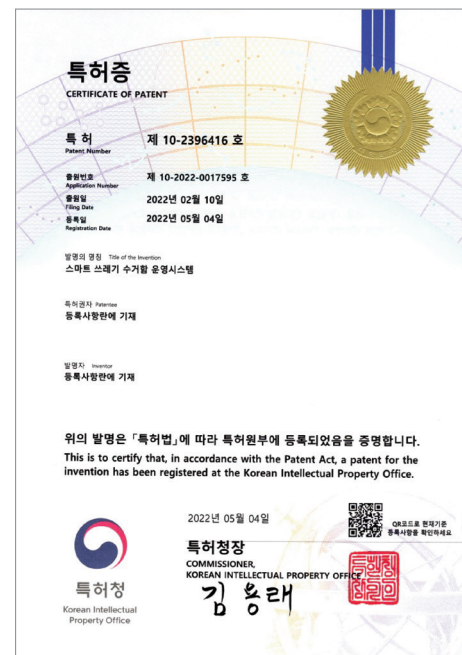 특허증
CERTIFICATE OF PATENT
특 허 제 10-2396416 호
Patent Number
출원번호 제 10-2022-0017595 호
Application Number
출원일 2022년 02월 10일
Filing Date
등록일 2022년 05월 04일
Registration Date
발명의 명칭 Title of the Invention
스마트 쓰레기 수거함 운영시스템
특허권자 Patentee
등록사항란에 기재
발명자 Inventor
등록사항란에 기재
위의 발명은 「특허법」에 따라 특허원부에 등록되었음을 증명합니다.
This is to certify that, in accordance with the Patent Act, a patent for the
invention has been registered at the Korean Intellectual Property Office.
2022년 05월 04일
QR코드로 현재기준
등록사항을 확인하세요
특허청장
COMMISSIONER,
KOREAN INTELLECTUAL PROPERTY OFFICE
김용래
특허청
Korean Intellectual
Property Office